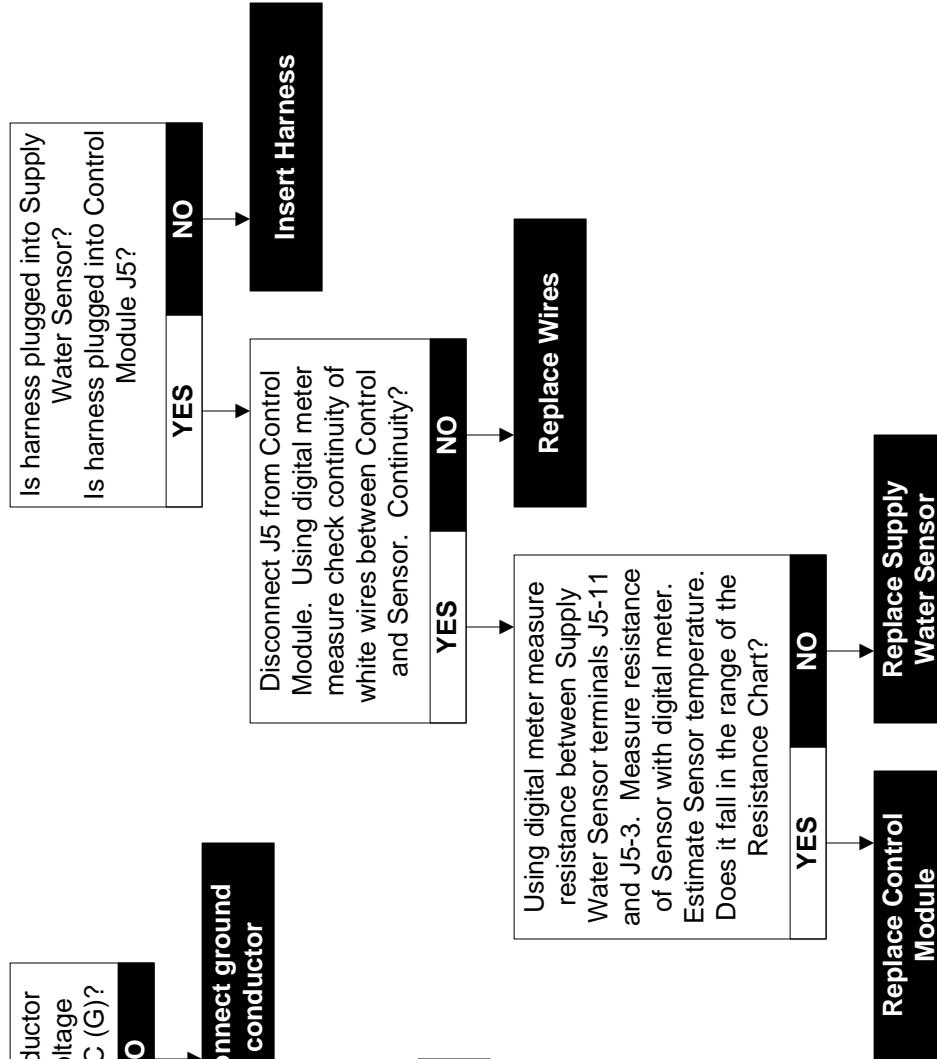 ductor
ltage
C (G)?
O
onnect ground
conductor
Is harness plugged into Supply
Water Sensor?
Is harness plugged into Control
Module J5?
YES
NO
Insert Harness
Disconnect J5 from Control
Module. Using digital meter
measure check continuity of
white wires between Control
and Sensor. Continuity?
YES
NO
Replace Wires
Using digital meter measure
resistance between Supply
Water Sensor terminals J5-11
and J5-3. Measure resistance
of Sensor with digital meter.
Estimate Sensor temperature.
Does it fall in the range of the
Resistance Chart?
YES
NO
Replace Control
Module
Replace Supply
Water Sensor